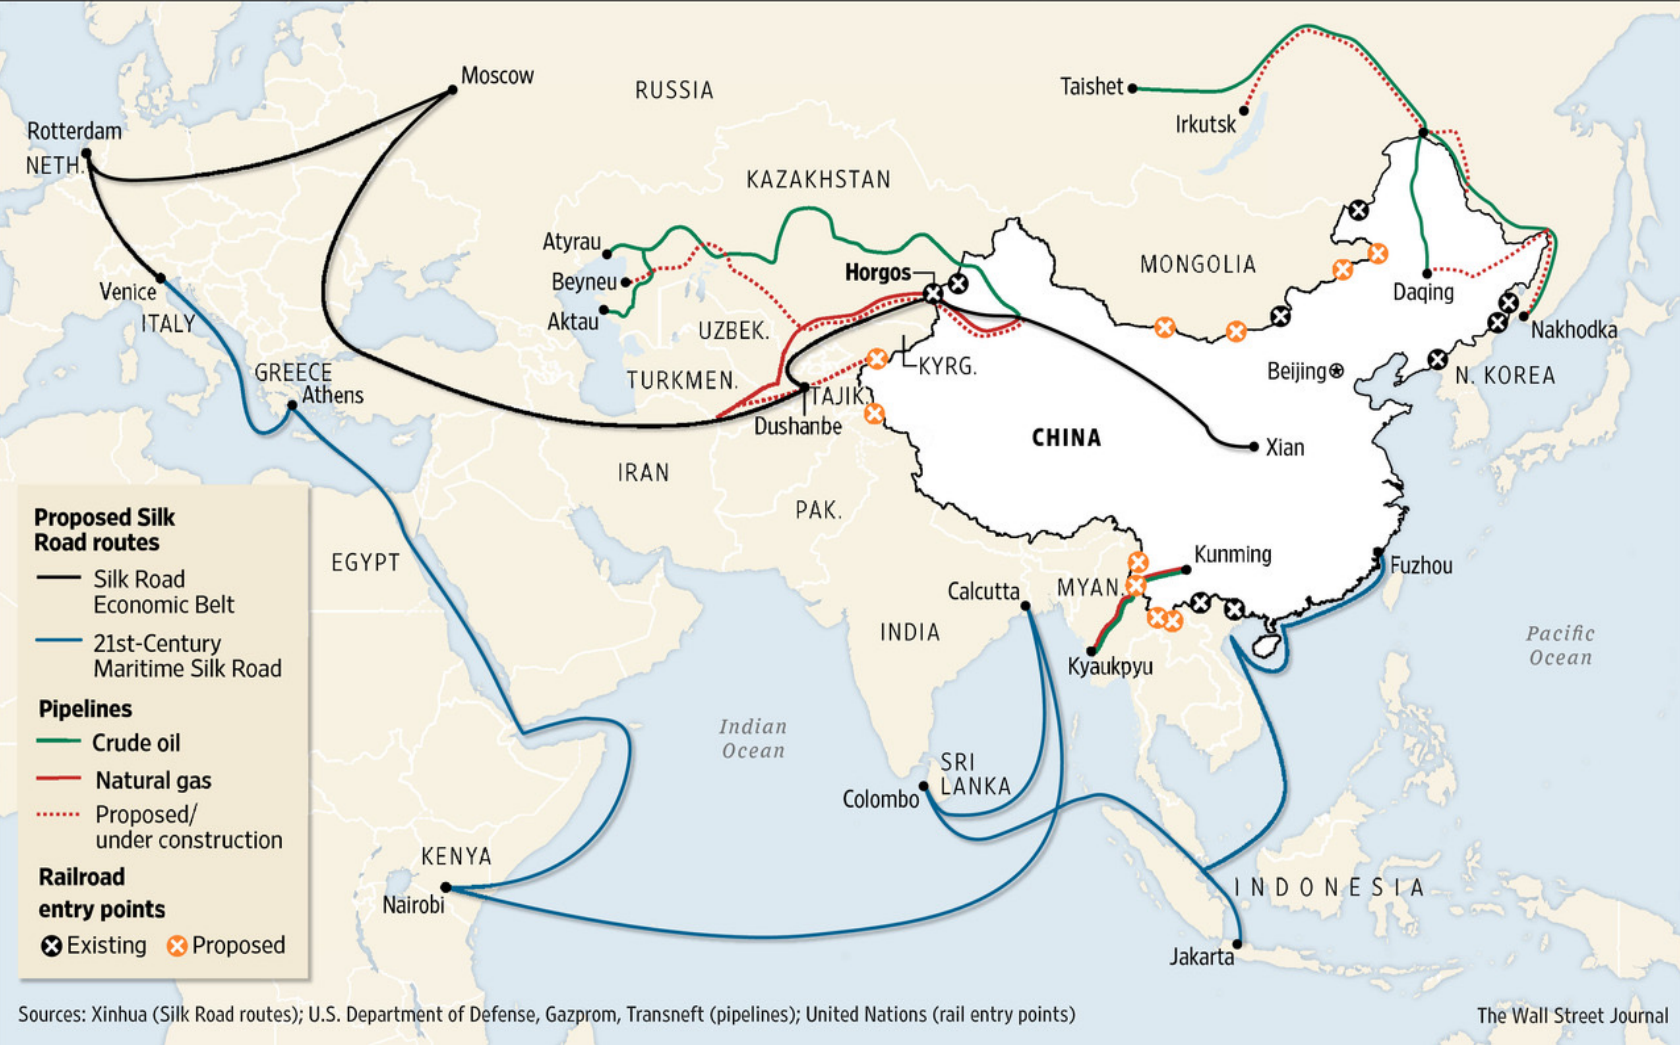 Moscow
RUSSIA
Taishet
Irkutsk
Rotterdam
NETH.
KAZAKHSTAN
Atyrau
Beyneu
Aktau
Horgos
MONGOLIA
Daqing
Nakhodka
Venice
ITALY
UZBEK.
KYRG.
Beijing
N. KOREA
GREECE
Athens
TURKMEN.
TAJIK.
Dushanbe
CHINA
Xian
IRAN
PAK.
EGYPT
Calcutta
MYAN.
Kunming
Fuzhou
INDIA
Kyaukpyu
Pacific
Ocean
Indian
Ocean
SRI
LANKA
Colombo
KENYA
Nairobi
INDONESIA
Jakarta
Proposed Silk
Road routes
Silk Road
Economic Belt
21st-Century
Maritime Silk Road
Pipelines
Crude oil
Natural gas
Proposed/
under construction
Railroad
entry points
Existing
Proposed
Sources: Xinhua (Silk Road routes); U.S. Department of Defense, Gazprom, Transneft (pipelines); United Nations (rail entry points)
The Wall Street Journal